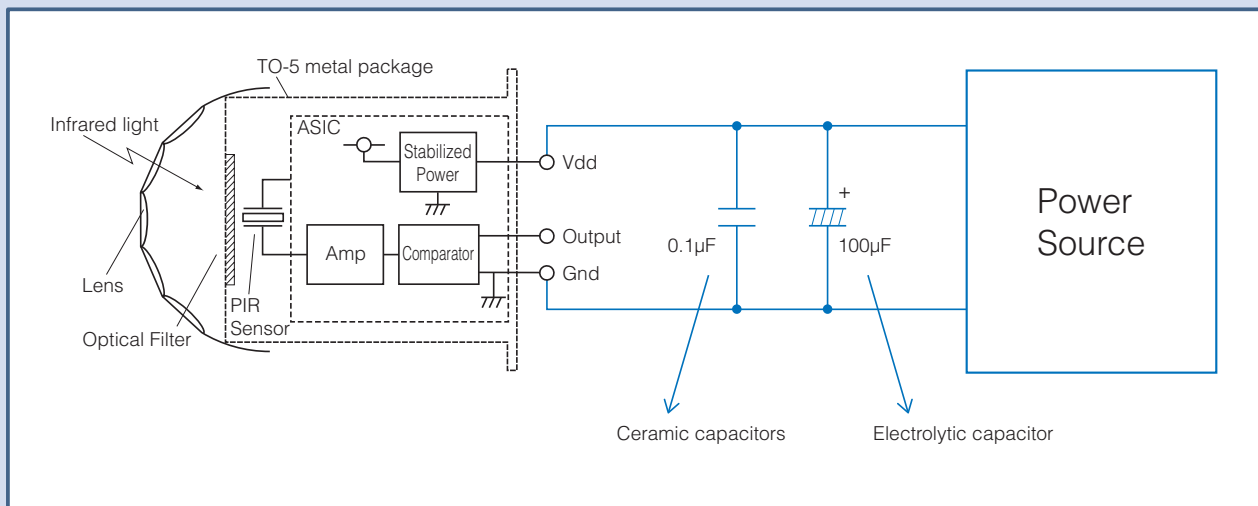 TO-5 metal package
Infrared light
ASIC
Stabilized
Power
Vdd
Output
Amp
Comparator
Gnd
Lens
PIR
Sensor
Optical Filter
+
0.1µF
100µF
Power
Source
Ceramic capacitors
Electrolytic capacitor